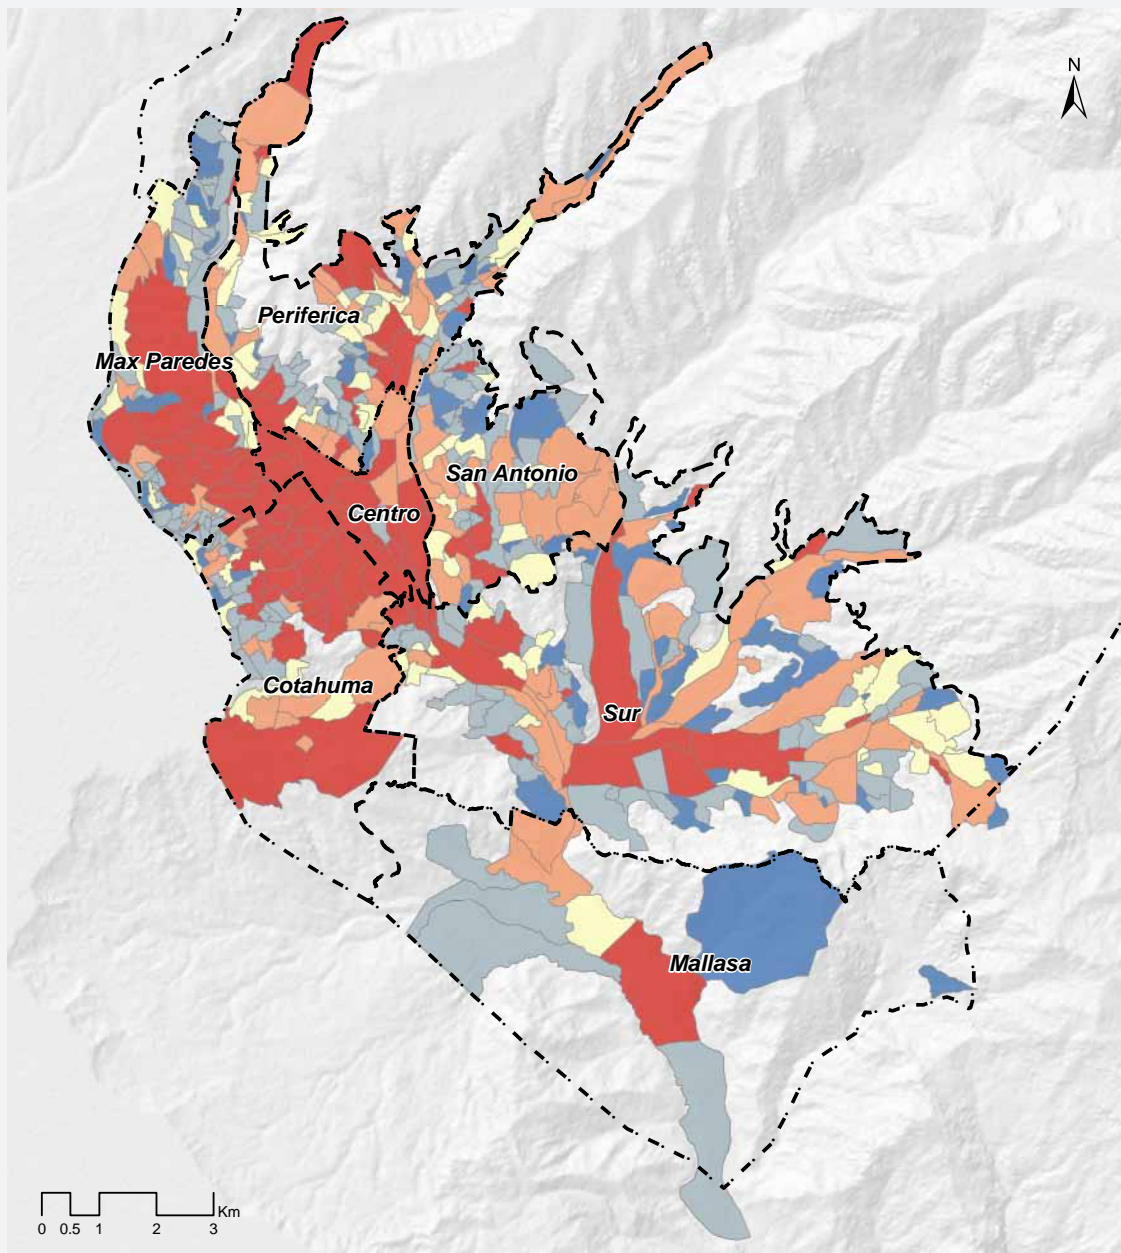 N
Periferica
Max Paredes
San Antonio
Centro
Cotahuma
Sur
Mallasa
Km
0 0.5 1 2 3